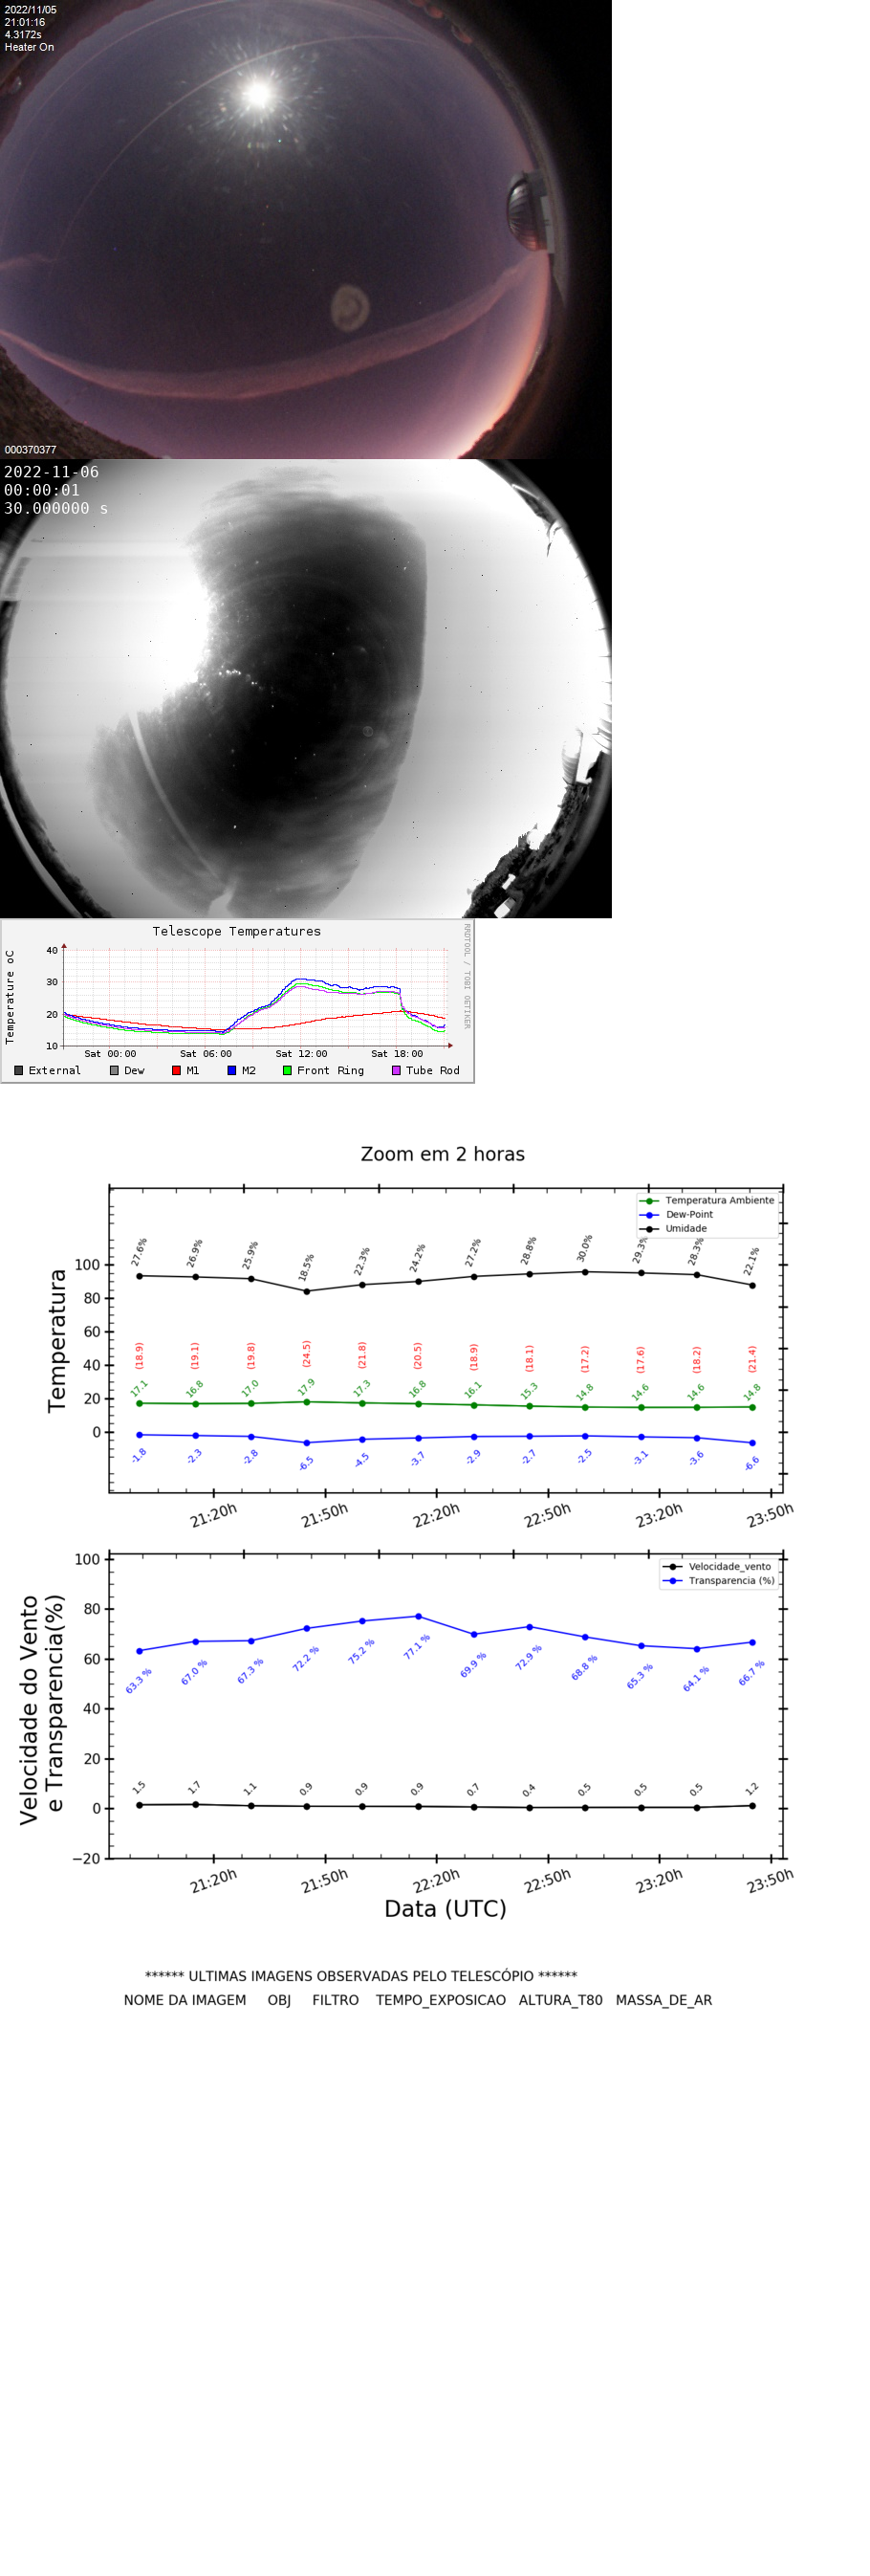 2022/11/05
21:01:16
4.3172s
Heater On
000370377
2022-11-06
00:00:01
30.000000 s
Telescope Temperatures
RRDTOOL / TOBI OETIKER
Temperature oC
40
30
20
10
Sat 00:00 Sat 06:00 Sat 12:00 Sat 18:00
External Dew M1 M2 Front Ring Tube Rod
Zoom em 2 horas
Temperatura Ambiente
Dew-Point
Umidade
Temperatura
100
80
60
40
20
0
27.6% 26.9% 25.9% 18.5% 22.3% 24.2% 27.2% 28.8% 30.0% 29.3% 28.3% 22.1%
(18.9) (19.1) (19.8) (24.5) (21.8) (20.5) (18.9) (18.1) (17.2) (17.6) (18.2) (21.4)
17.1 16.8 17.0 17.9 17.3 16.8 16.1 15.3 14.8 14.6 14.6 14.8
-1.8 -2.3 -2.8 -6.5 -4.5 -3.7 -2.9 -2.7 -2.5 -3.1 -3.6 -6.6
21:20h 21:50h 22:20h 22:50h 23:20h 23:50h
Velocidade_vento
Transparencia (%)
Velocidade do Vento
e Transparencia(%)
100
80
60
40
20
0
−20
63.3 % 67.0 % 67.3 % 72.2 % 75.2 % 77.1 % 69.9 % 72.9 % 68.8 % 65.3 % 64.1 % 66.7 %
1.5 1.7 1.1 0.9 0.9 0.9 0.7 0.4 0.5 0.5 0.5 1.2
21:20h 21:50h 22:20h 22:50h 23:20h 23:50h
Data (UTC)
****** ULTIMAS IMAGENS OBSERVADAS PELO TELESCÓPIO ******
NOME DA IMAGEM OBJ FILTRO TEMPO_EXPOSICAO ALTURA_T80 MASSA_DE_AR